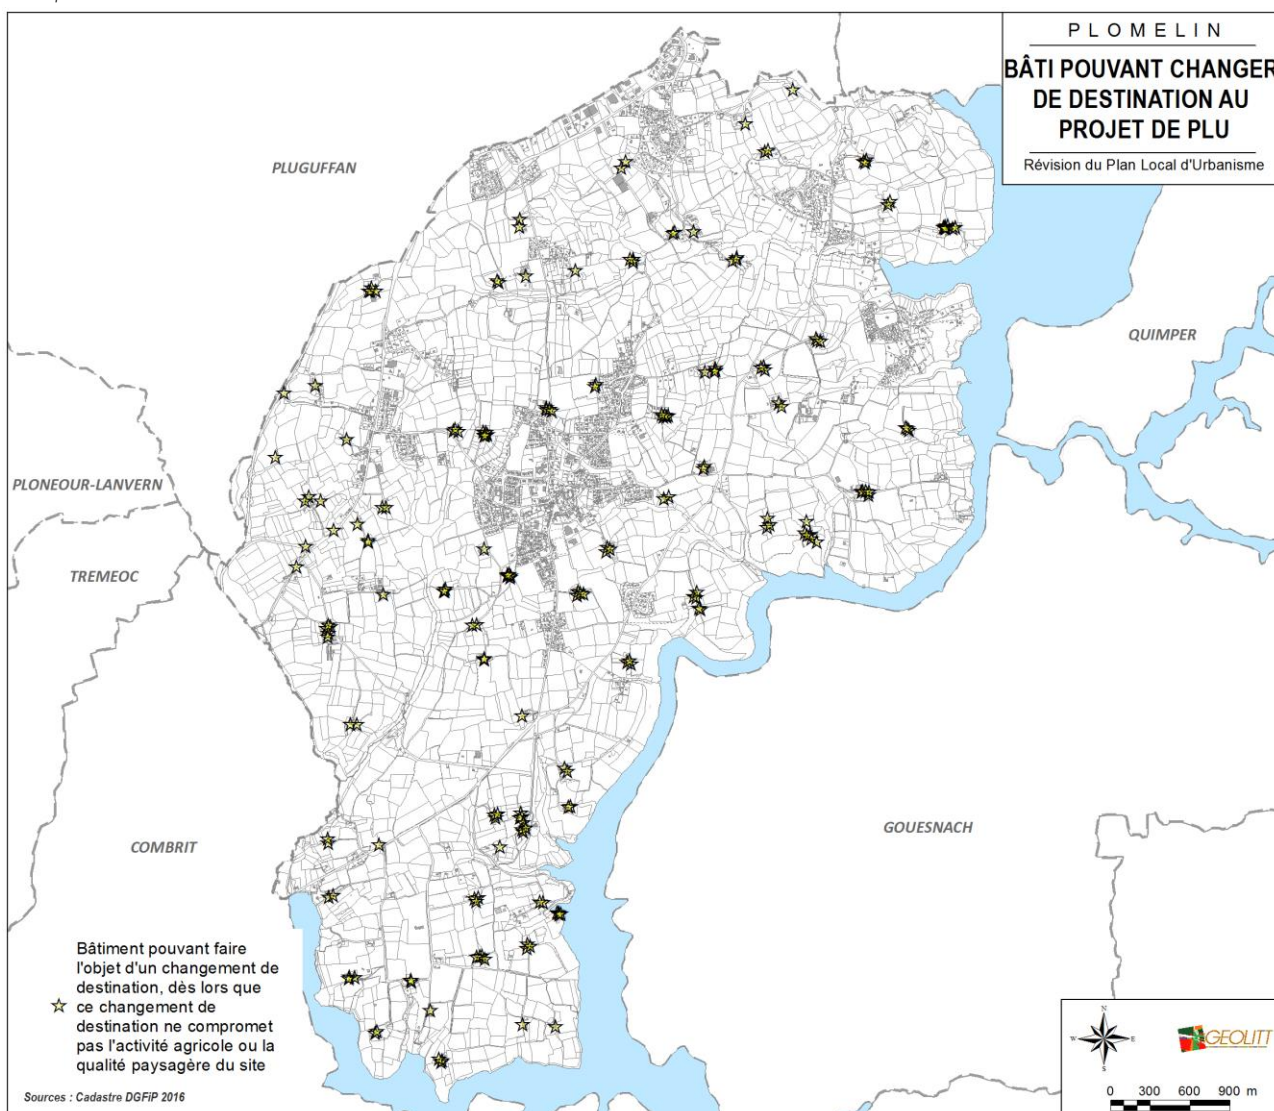 PLOMELIN
BÂTI POUVANT CHANGER
DE DESTINATION AU
PROJET DE PLU
Révision du Plan Local d'Urbanisme
PLUGUFFAN
QUIMPER
PLONEOUR-LANVERN
TREMEOC
GOUESNACH
COMBRIT
Bâtiment pouvant faire
l'objet d'un changement de
destination, dès lors que
ce changement de
destination ne compromet
pas l'activité agricole ou la
qualité paysagère du site
Sources : Cadastre DGFiP 2016
N
W
E
S
GEOLITT
0 300 600 900 m